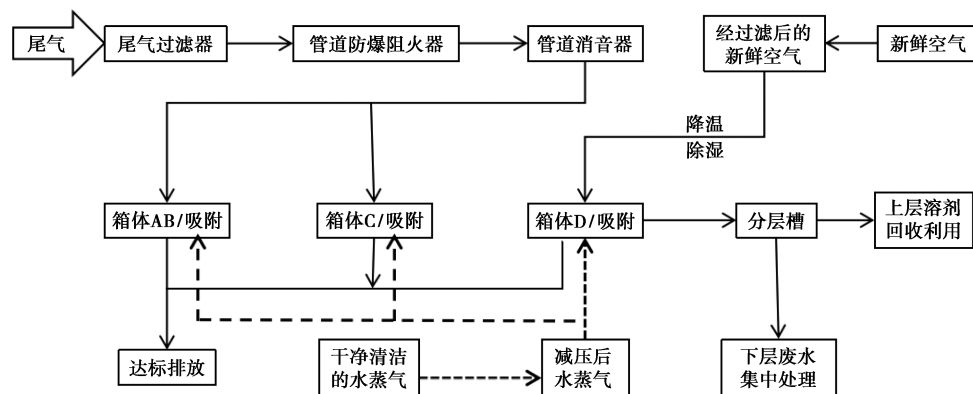 尾气
尾气过滤器
管道防爆阻火器
管道消音器
经过滤后的
新鲜空气
新鲜空气
降温
除湿
箱体AB/吸附
箱体C/吸附
箱体D/吸附
分层槽
上层溶剂
回收利用
达标排放
干净清洁
的水蒸气
减压后
水蒸气
下层废水
集中处理